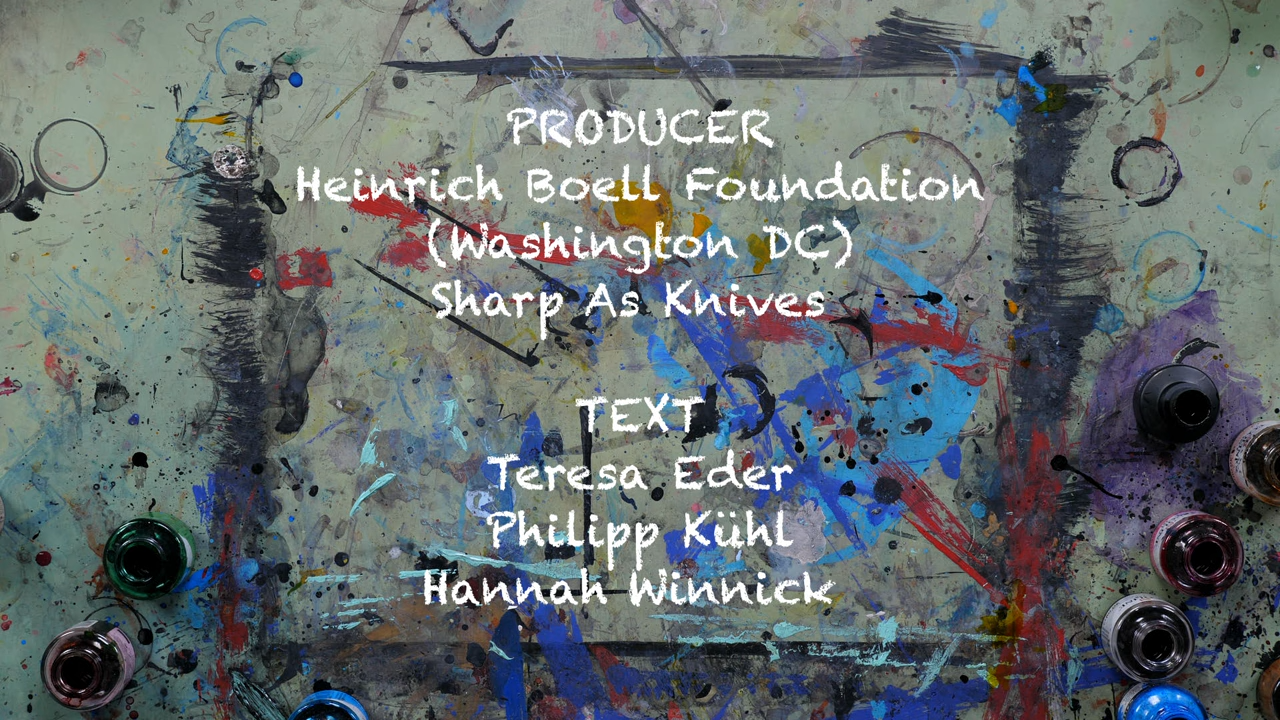 PRODUCER
Heinrich Boell Foundation
(Washington DC)
Sharp As Knives
TEXT
Teresa Eder
Philipp Kühl
Hannah Winnick